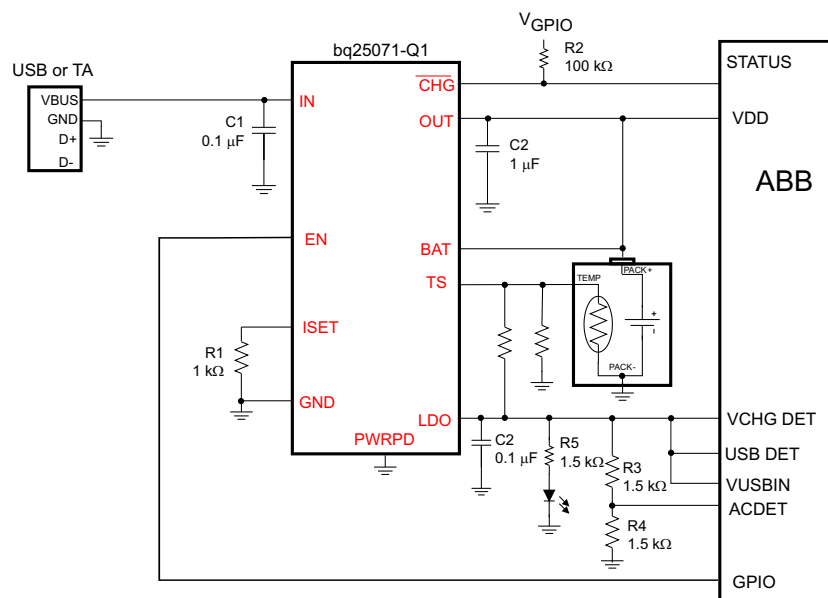 V_GPIO
bq25071-Q1
R2
100 kΩ
STATUS
USB or TA
VBUS
GND
D+
D-
IN
CHG
C1
0.1 μF
OUT
C2
1 μF
VDD
ABB
EN
BAT
TS
TEMP
PACK+
+
-
PACK-
ISET
R1
1 kΩ
GND
LDO
PWRPD
C2
0.1 μF
R5
1.5 kΩ
R3
1.5 kΩ
R4
1.5 kΩ
VCHG DET
USB DET
VUSBIN
ACDET
GPIO